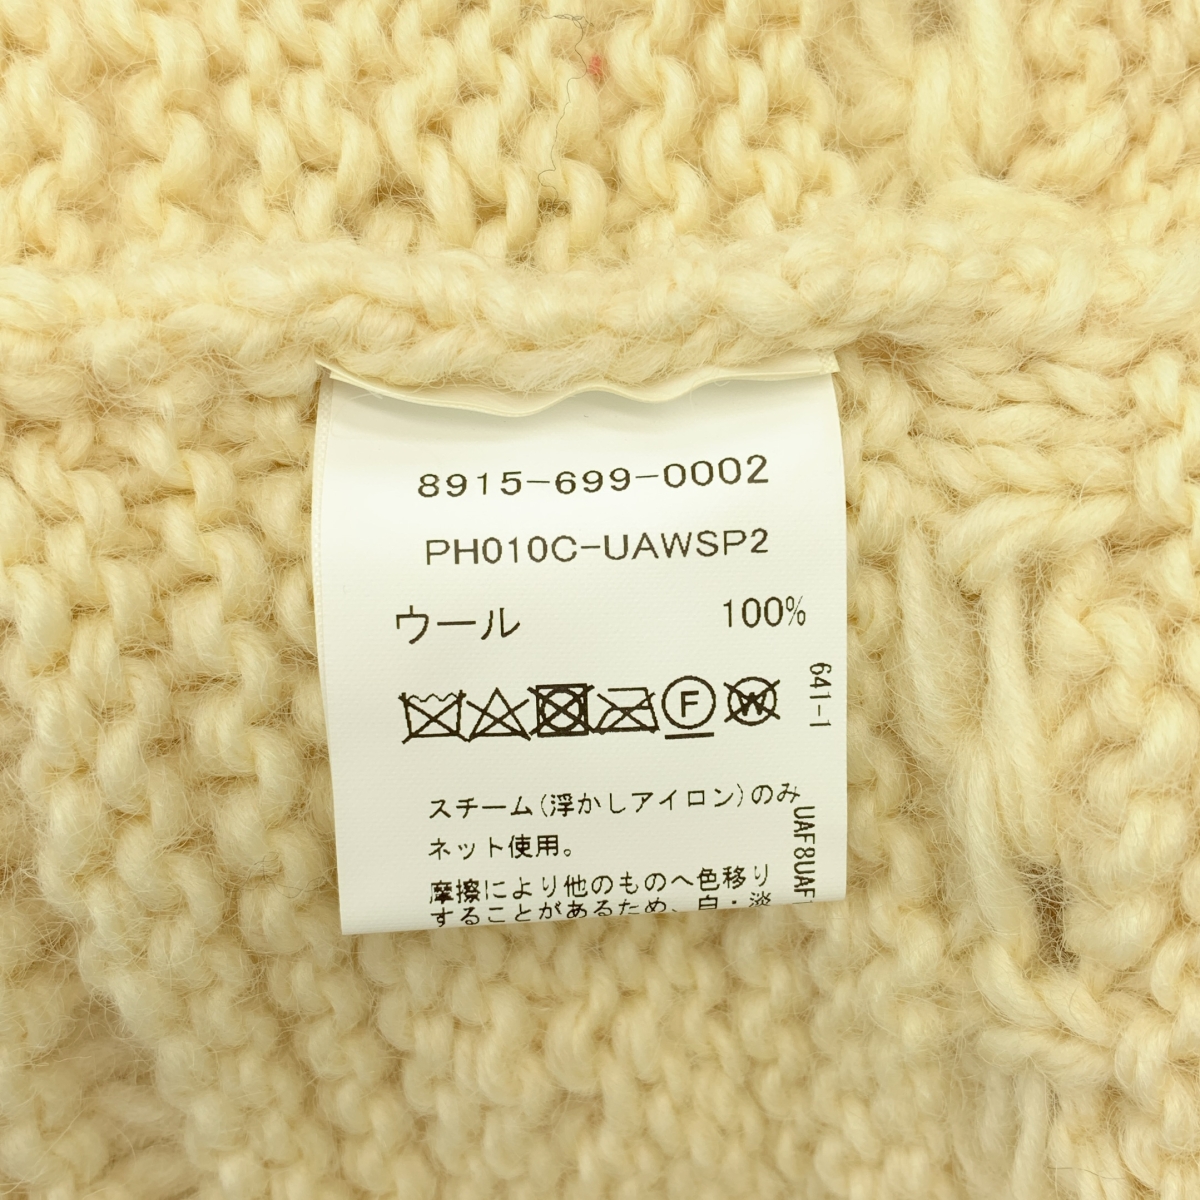 8915-699-0002
PH010C-UAWSP2
ウール 100%
F W
641-1
スチーム(浮かしアイロン)のみ
ネット使用。
摩擦により他のものへ色移り
することがあるため、白・淡
UAF8UAF